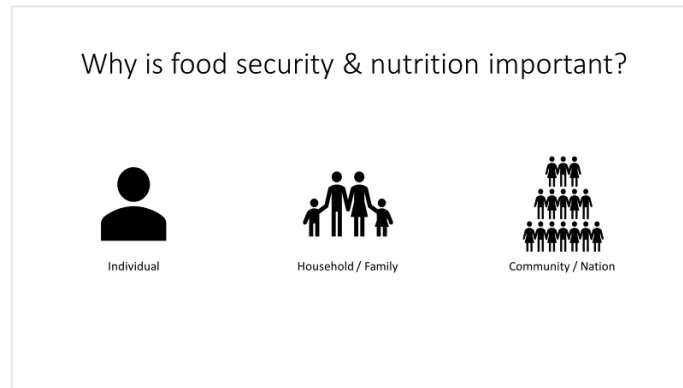 Why is food security & nutrition important?
Individual
Household / Family
Community / Nation